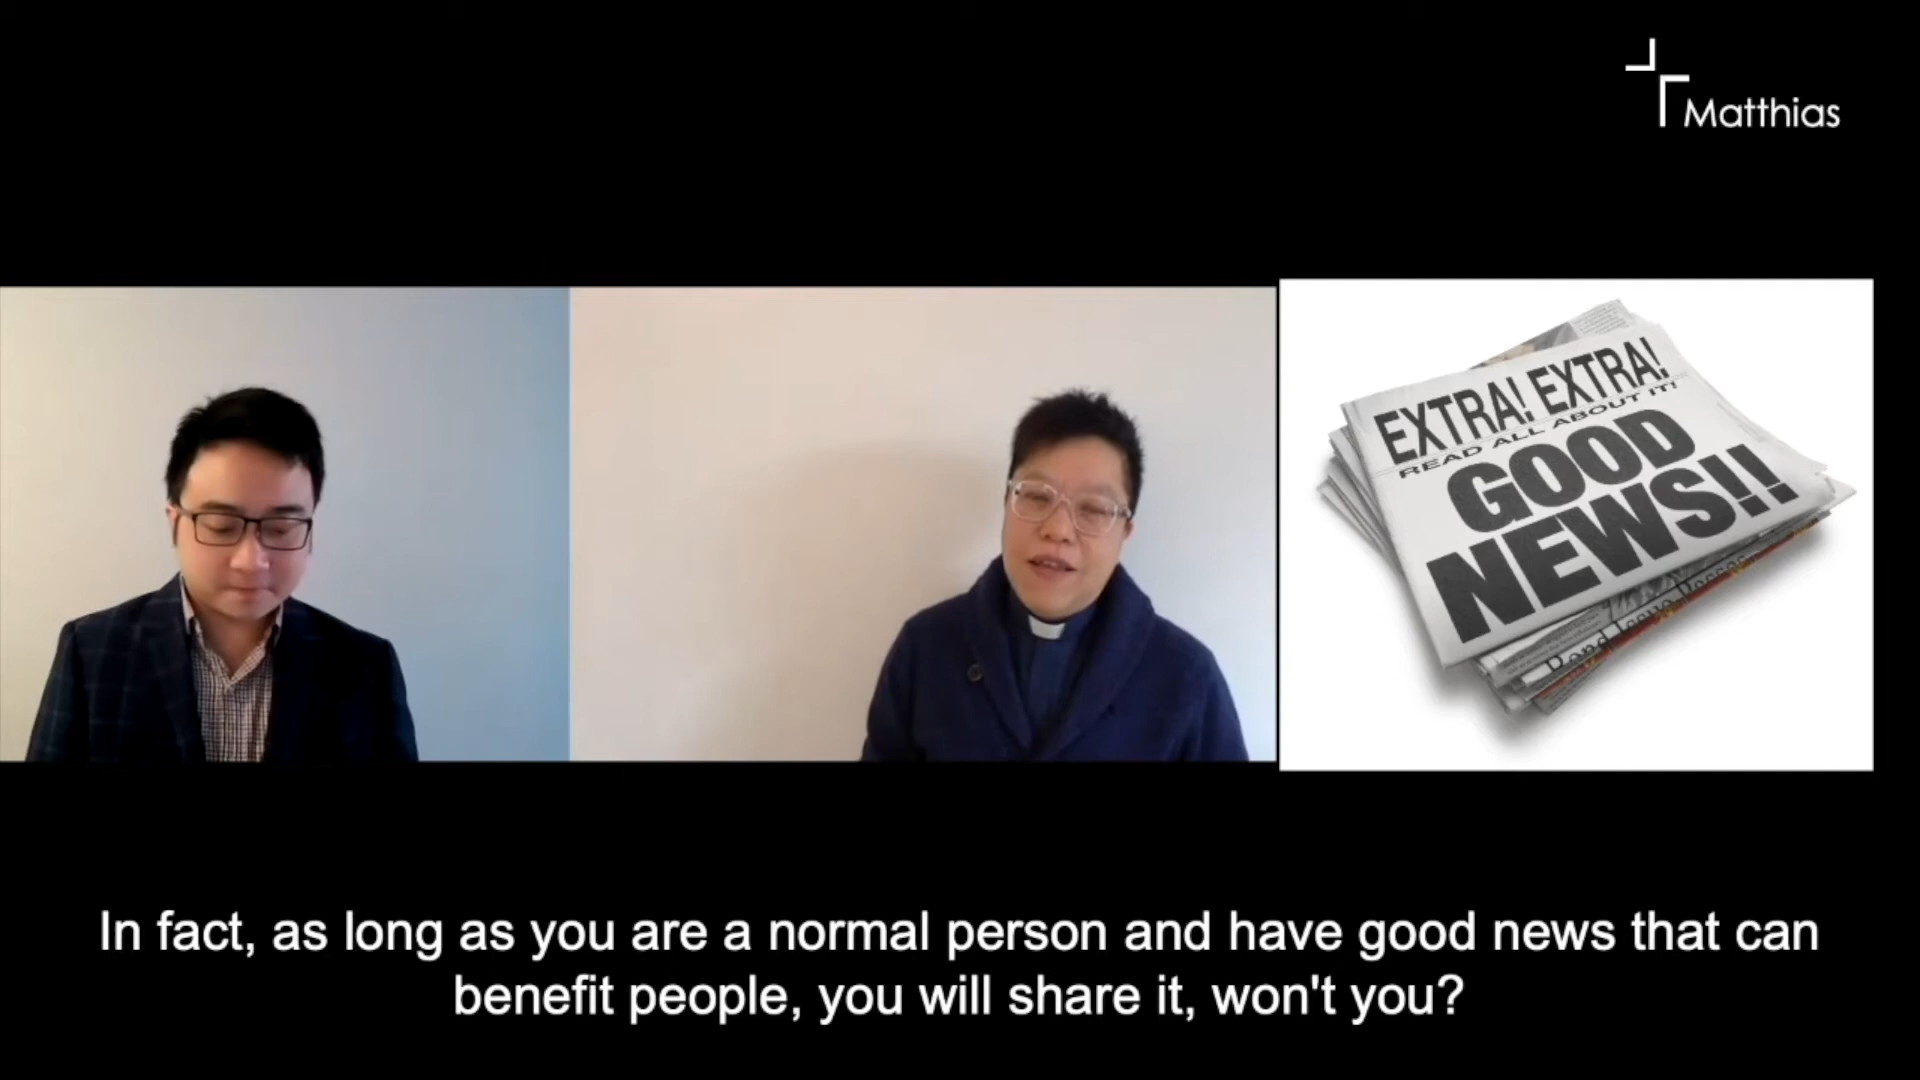 Matthias
EXTRA! EXTRA!
READ ALL ABOUT IT!
GOOD
NEWS!!
In fact, as long as you are a normal person and have good news that can
benefit people, you will share it, won't you?